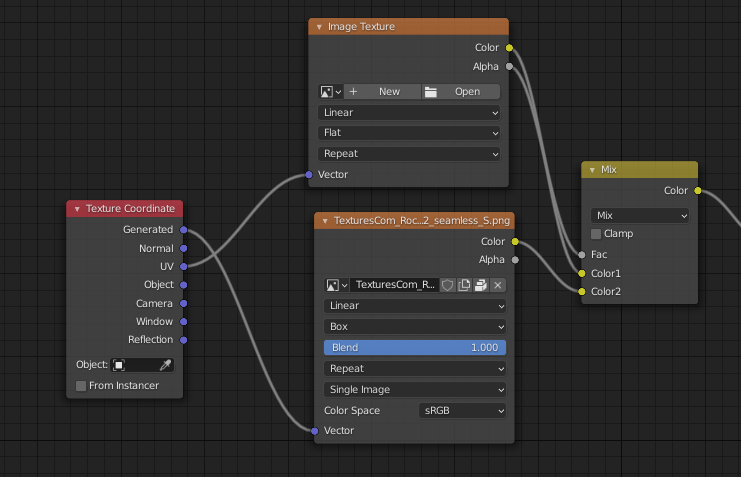 Image Texture
Color
Alpha
New
Open
Linear
Flat
Repeat
Vector
Texture Coordinate
Generated
Normal
UV
Object
Camera
Window
Reflection
Object:
From Instancer
TexturesCom_Roc...2_seamless_S.png
Color
Alpha
TexturesCom_R...
Linear
Box
Blend 1.000
Repeat
Single Image
Color Space sRGB
Vector
Mix
Color
Mix
Clamp
Fac
Color1
Color2